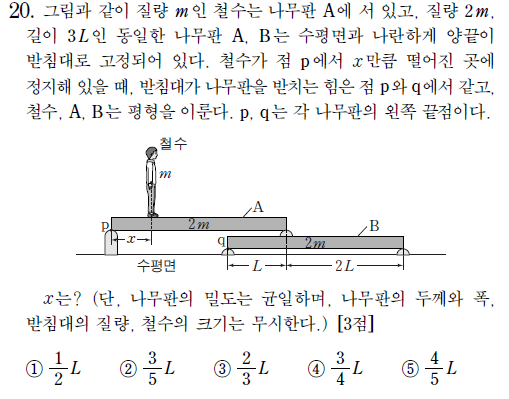 20. 그림과 같이 질량 m인 철수는 나무판 A에 서 있고, 질량 2m,
길이 3L인 동일한 나무판 A, B는 수평면과 나란하게 양끝이
받침대로 고정되어 있다. 철수가 점 p에서 x만큼 떨어진 곳에
정지해 있을 때, 받침대가 나무판을 받치는 힘은 점 p와 q에서 같고,
철수, A, B는 평형을 이룬다. p, q는 각 나무판의 왼쪽 끝점이다.
철수
m
A
p 2m
B
x q 2m
수평면 L 2L
x는? (단, 나무판의 밀도는 균일하며, 나무판의 두께와 폭,
받침대의 질량, 철수의 크기는 무시한다.) [3점]
① 1/2 L ② 3/5 L ③ 2/3 L ④ 3/4 L ⑤ 4/5 L